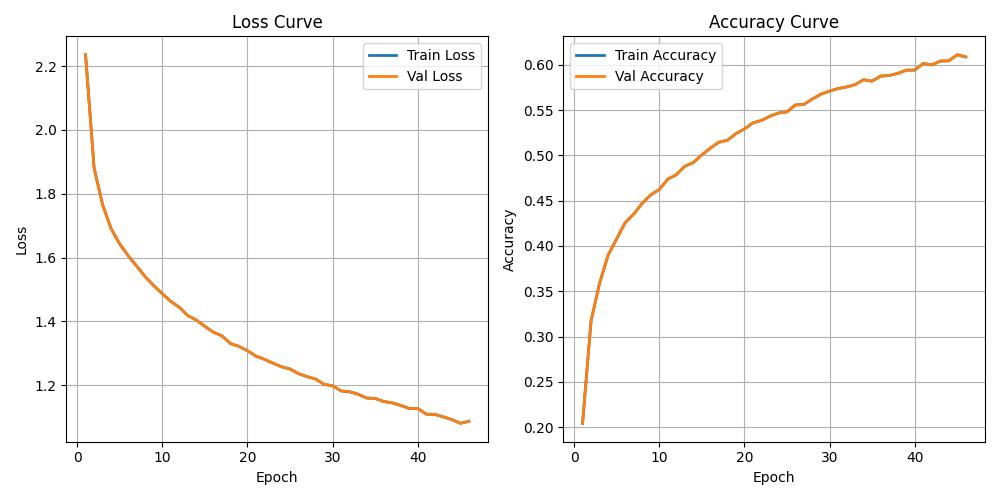 Loss Curve
Train Loss
Val Loss
2.2
2.0
1.8
1.6
1.4
1.2
Loss
0
10
20
30
40
Epoch
Accuracy Curve
Train Accuracy
Val Accuracy
0.60
0.55
0.50
0.45
0.40
0.35
0.30
0.25
0.20
Accuracy
0
10
20
30
40
Epoch